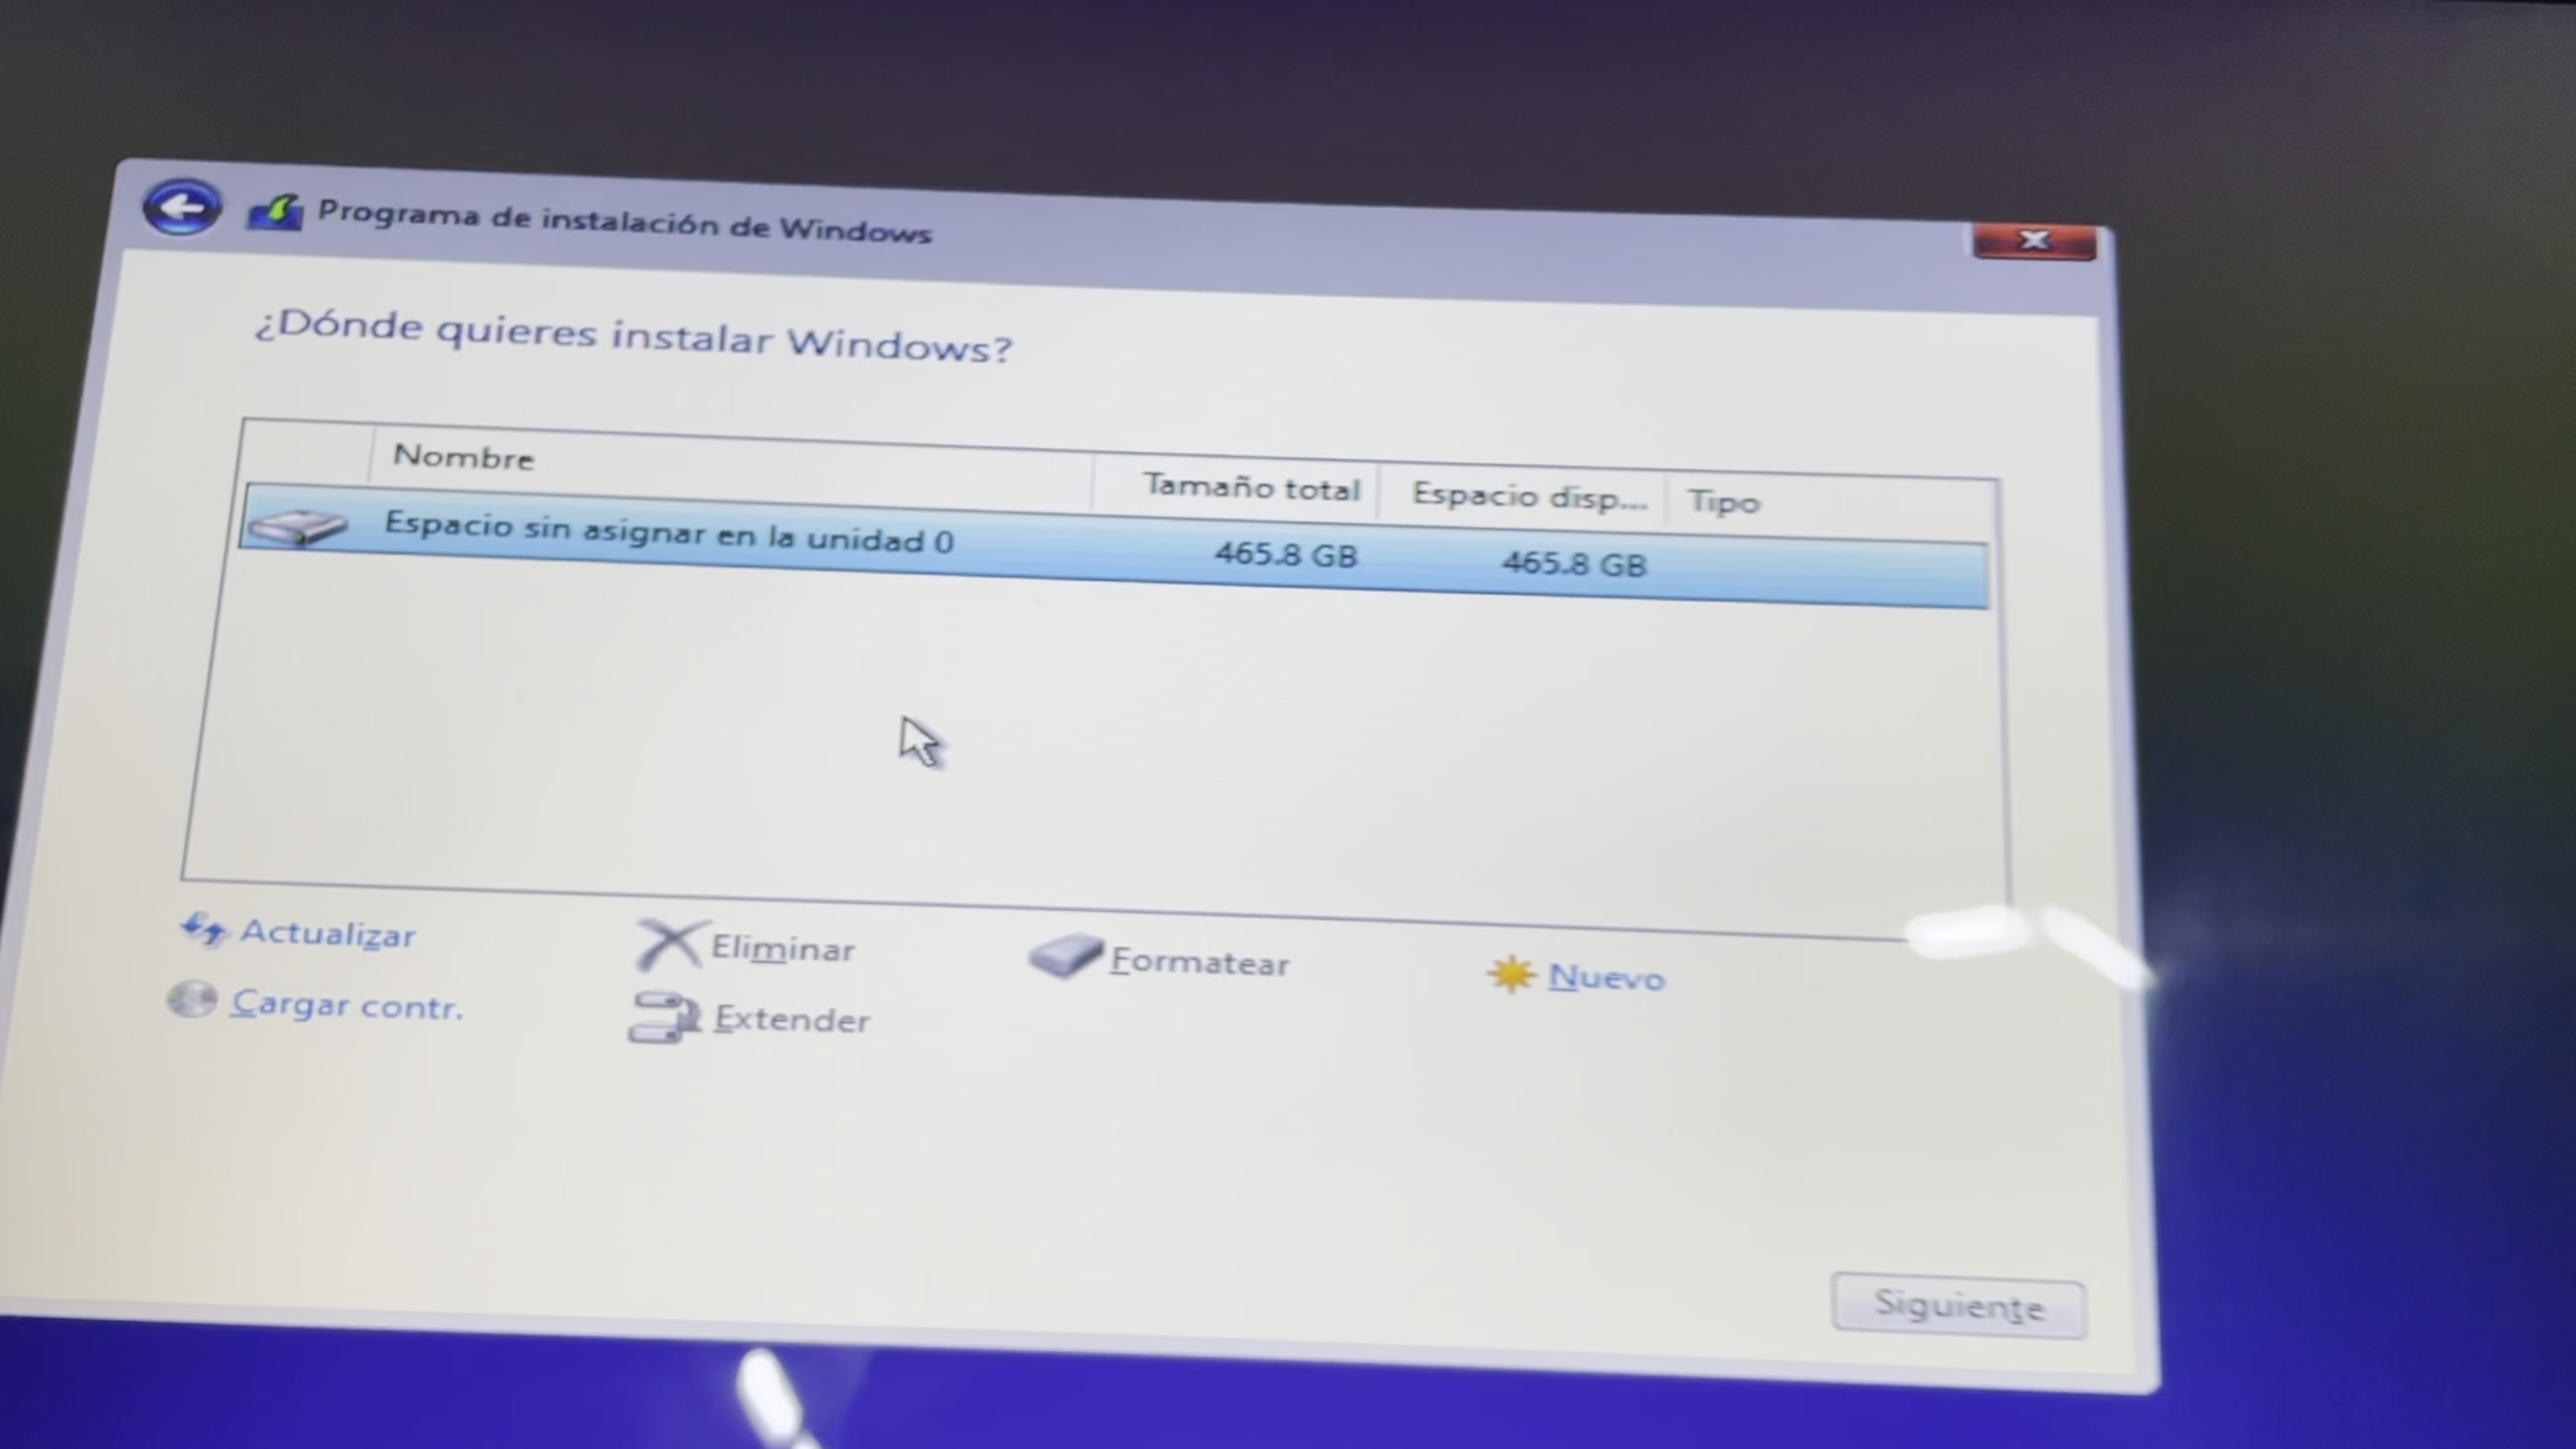 Programa de instalación de Windows
¿Dónde quieres instalar Windows?
Nombre Tamaño total Espacio disp... Tipo
Espacio sin asignar en la unidad 0 465.8 GB 465.8 GB
Actualizar Eliminar Formatear Nuevo
Cargar contr. Extender
Siguiente